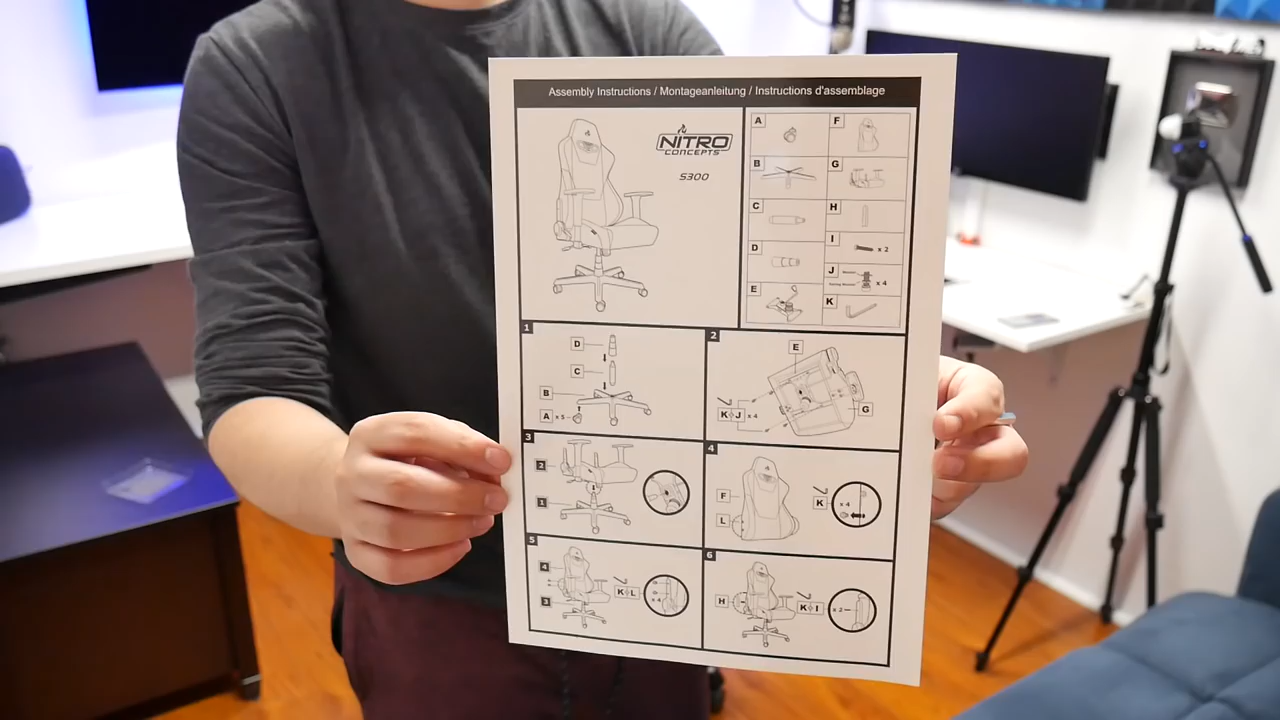 Assembly Instructions / Montageanleitung / Instructions d'assemblage
NITRO
CONCEPTS
S300
A
F
B
G
C
H
D
I
x 2
J
x 4
E
K
1
D
C
B
A x 5
2
E
K + J x 4
G
3
2
1
4
F
L
K
x 4
5
4
3
K + L
x 4
6
H
K + I
x 2